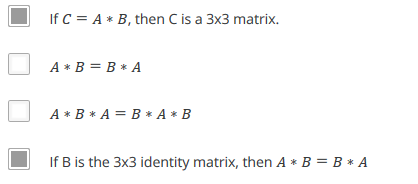 If C = A * B, then C is a 3x3 matrix.
A * B = B * A
A * B * A = B * A * B
If B is the 3x3 identity matrix, then A * B = B * A